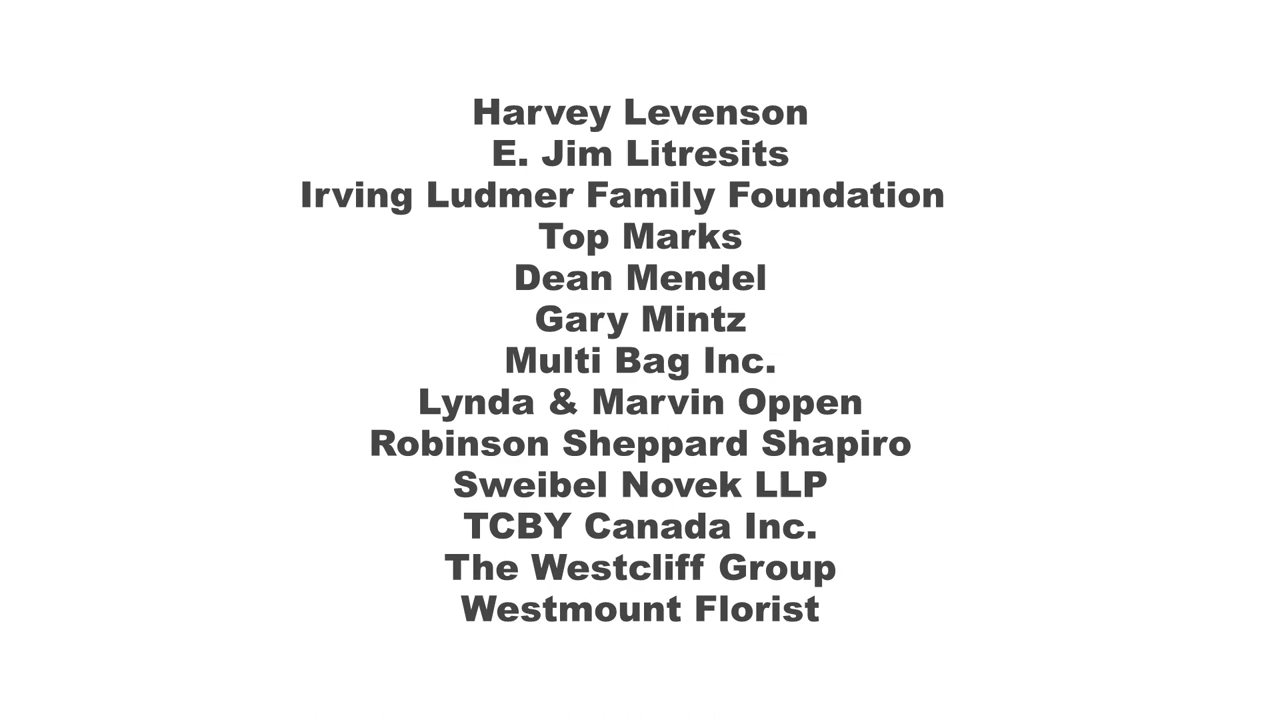 Harvey Levenson
E. Jim Litresits
Irving Ludmer Family Foundation
Top Marks
Dean Mendel
Gary Mintz
Multi Bag Inc.
Lynda & Marvin Oppen
Robinson Sheppard Shapiro
Sweibel Novek LLP
TCBY Canada Inc.
The Westcliff Group
Westmount Florist